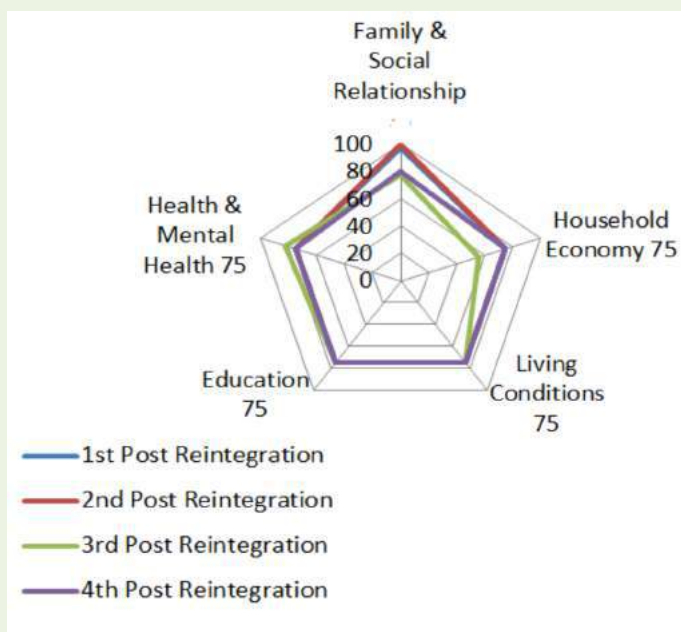 Family &
Social
Relationship
100
80
60
40
20
0
Health &
Mental
Health 75
Household
Economy 75
Education
75
Living
Conditions
75
1st Post Reintegration
2nd Post Reintegration
3rd Post Reintegration
4th Post Reintegration